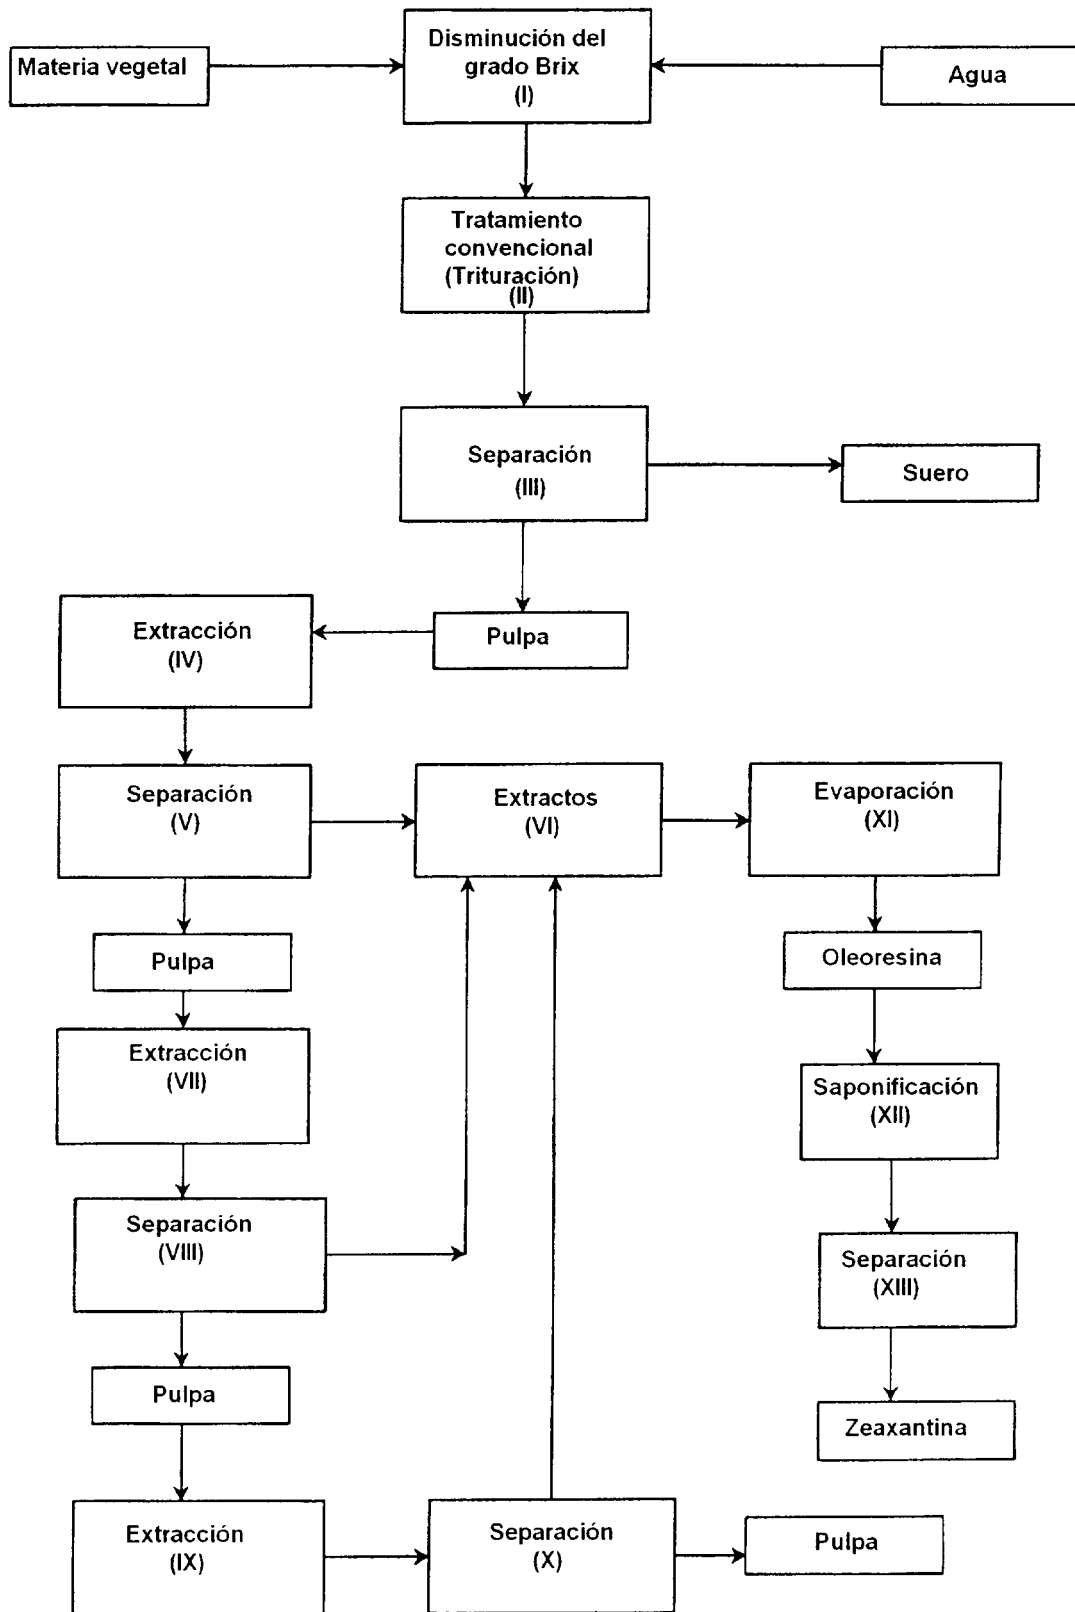 Materia vegetal
Disminución del
grado Brix
(I)
Agua
Tratamiento
convencional
(Trituración)
(II)
Separación
(III)
Suero
Pulpa
Extracción
(IV)
Separación
(V)
Extractos
(VI)
Evaporación
(XI)
Pulpa
Oleoresina
Extracción
(VII)
Saponificación
(XII)
Separación
(VIII)
Separación
(XIII)
Pulpa
Zeaxantina
Extracción
(IX)
Separación
(X)
Pulpa